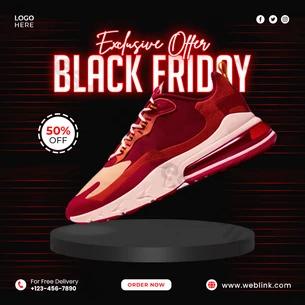 LOGO
HERE
Exclusive Offer
BLACK FRIDAY
50%
OFF
For Free Delivery
+123-456-7890
ORDER NOW
www.weblink.com